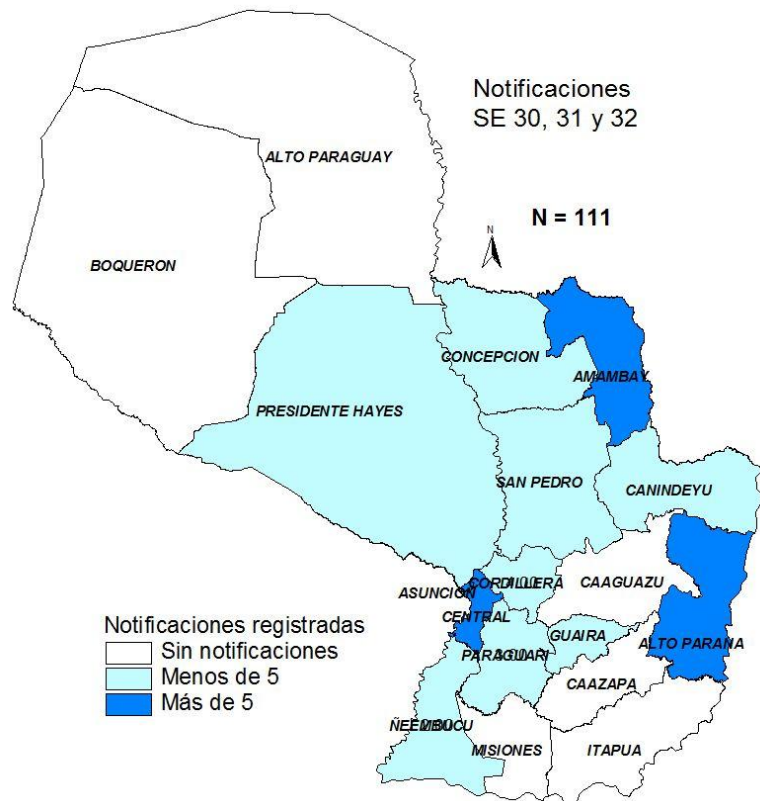 Notificaciones
SE 30, 31 y 32
ALTO PARAGUAY
N = 111
N
BOQUERON
CONCEPCION
AMAMBAY
PRESIDENTE HAYES
SAN PEDRO
CANINDEYU
ASUNCION
CORDILLERA
CAAGUAZU
CENTRAL
Notificaciones registradas
Sin notificaciones
Menos de 5
Más de 5
GUAIRA
ALTO PARANA
PARAGUARI
CAAZAPA
ÑEEMBUCU
MISIONES
ITAPUA